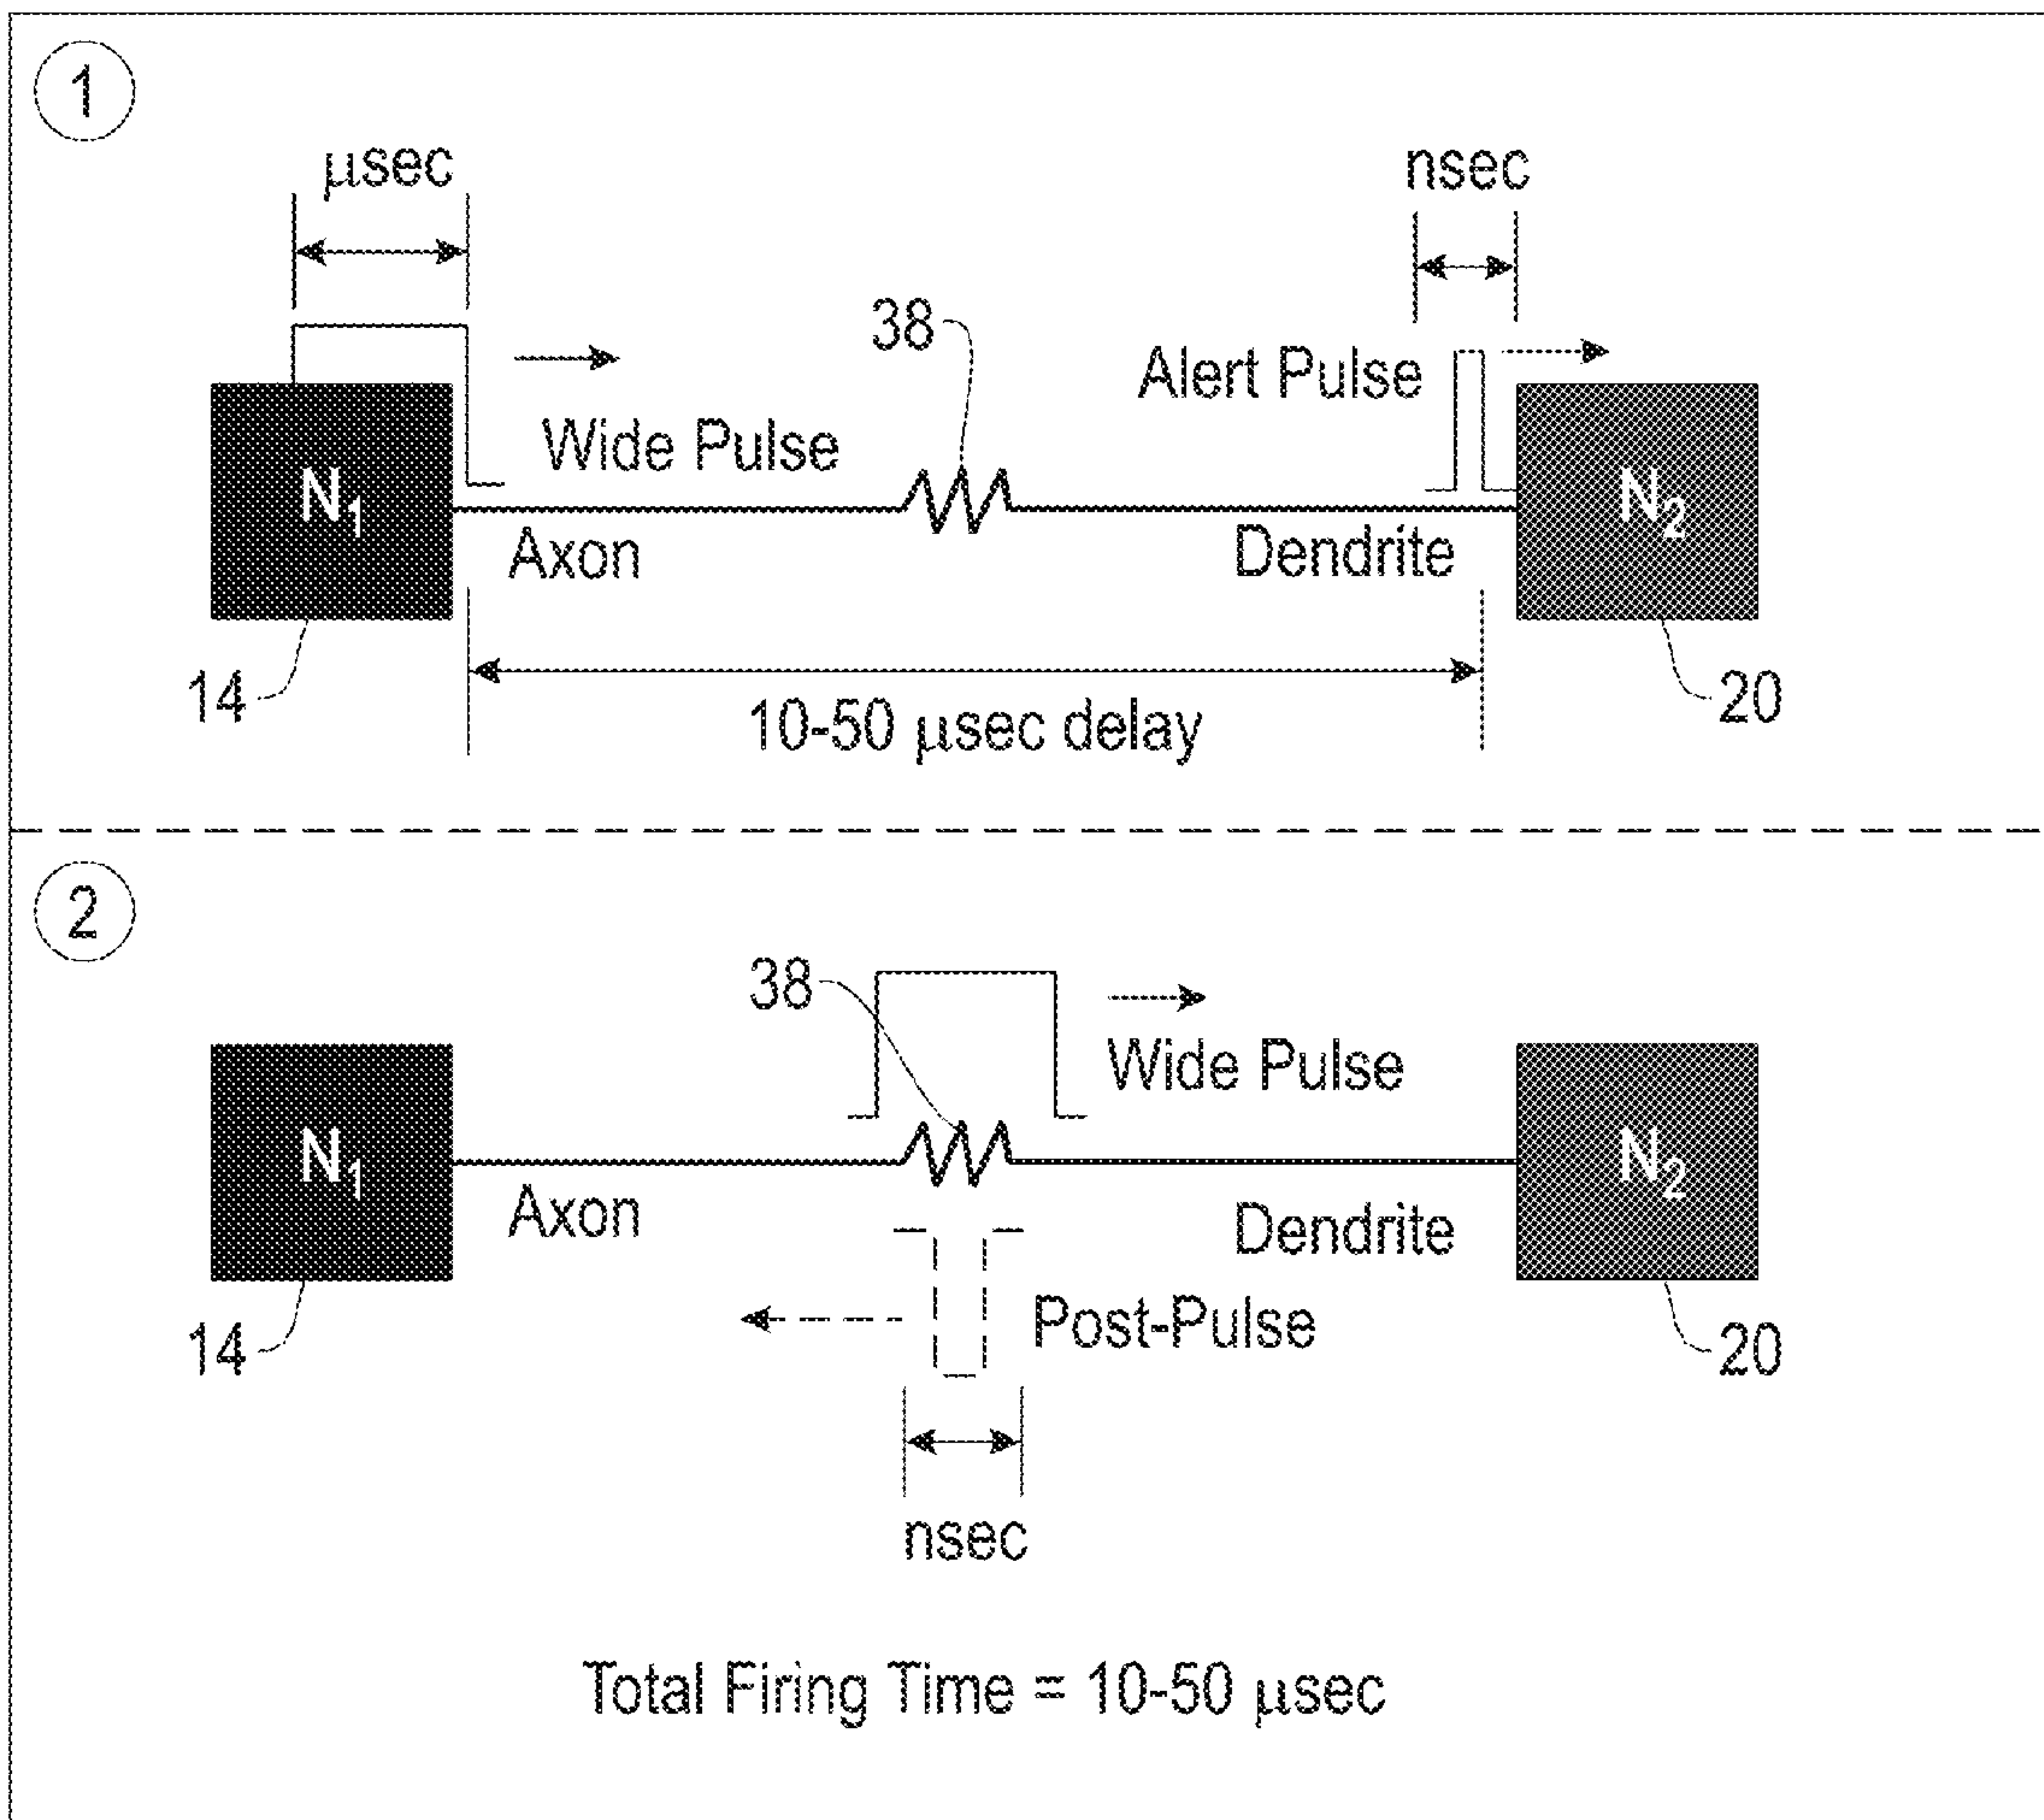 1
μsec
nsec
38
Alert Pulse
Wide Pulse
N1
N2
Axon
Dendrite
14
20
10-50 μsec delay
2
38
Wide Pulse
N1
N2
Axon
Dendrite
Post-Pulse
14
20
nsec
Total Firing Time = 10-50 μsec